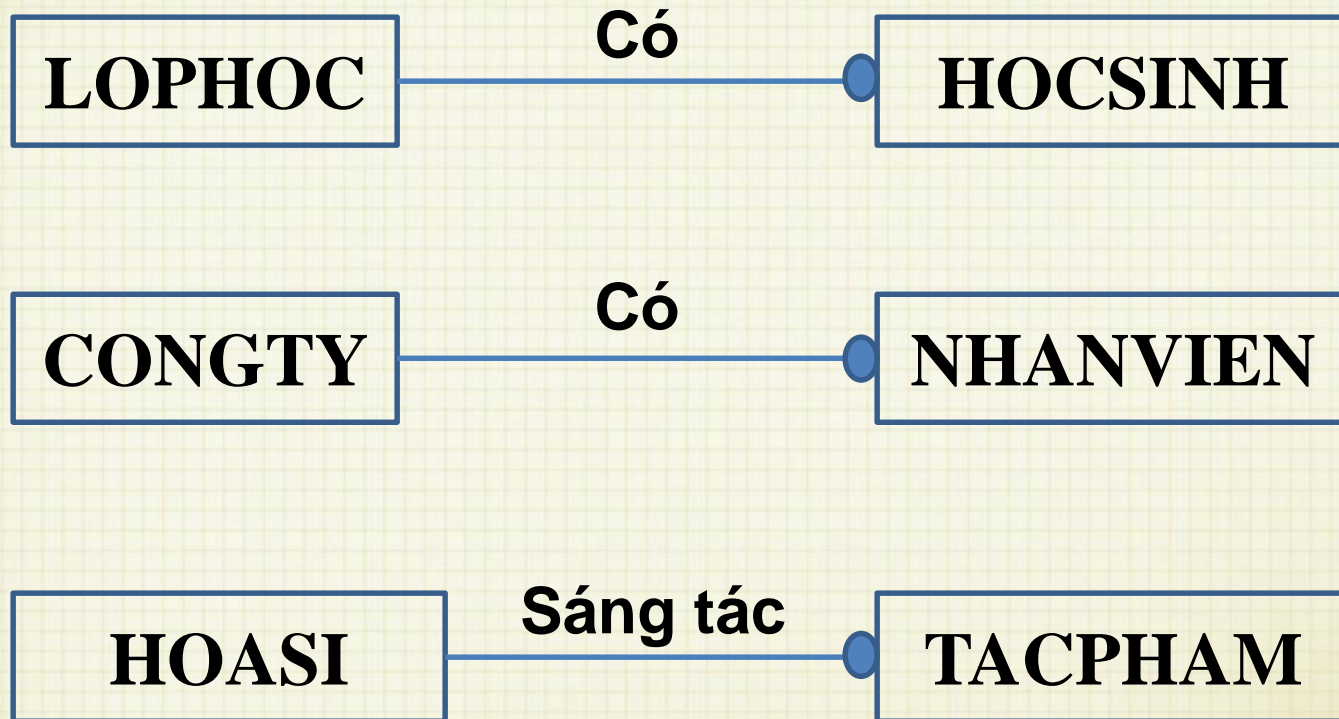 Có
LOPHOC HOCSINH
Có
CONGTY NHANVIEN
Sáng tác
HOASI TACPHAM